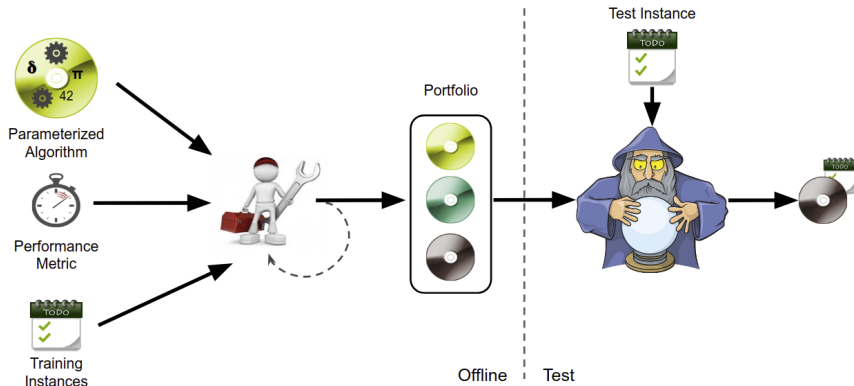 Test Instance
TODO
δ
π
42
Parameterized
Algorithm
Portfolio
Performance
Metric
TODO
Training
Instances
Offline
Test